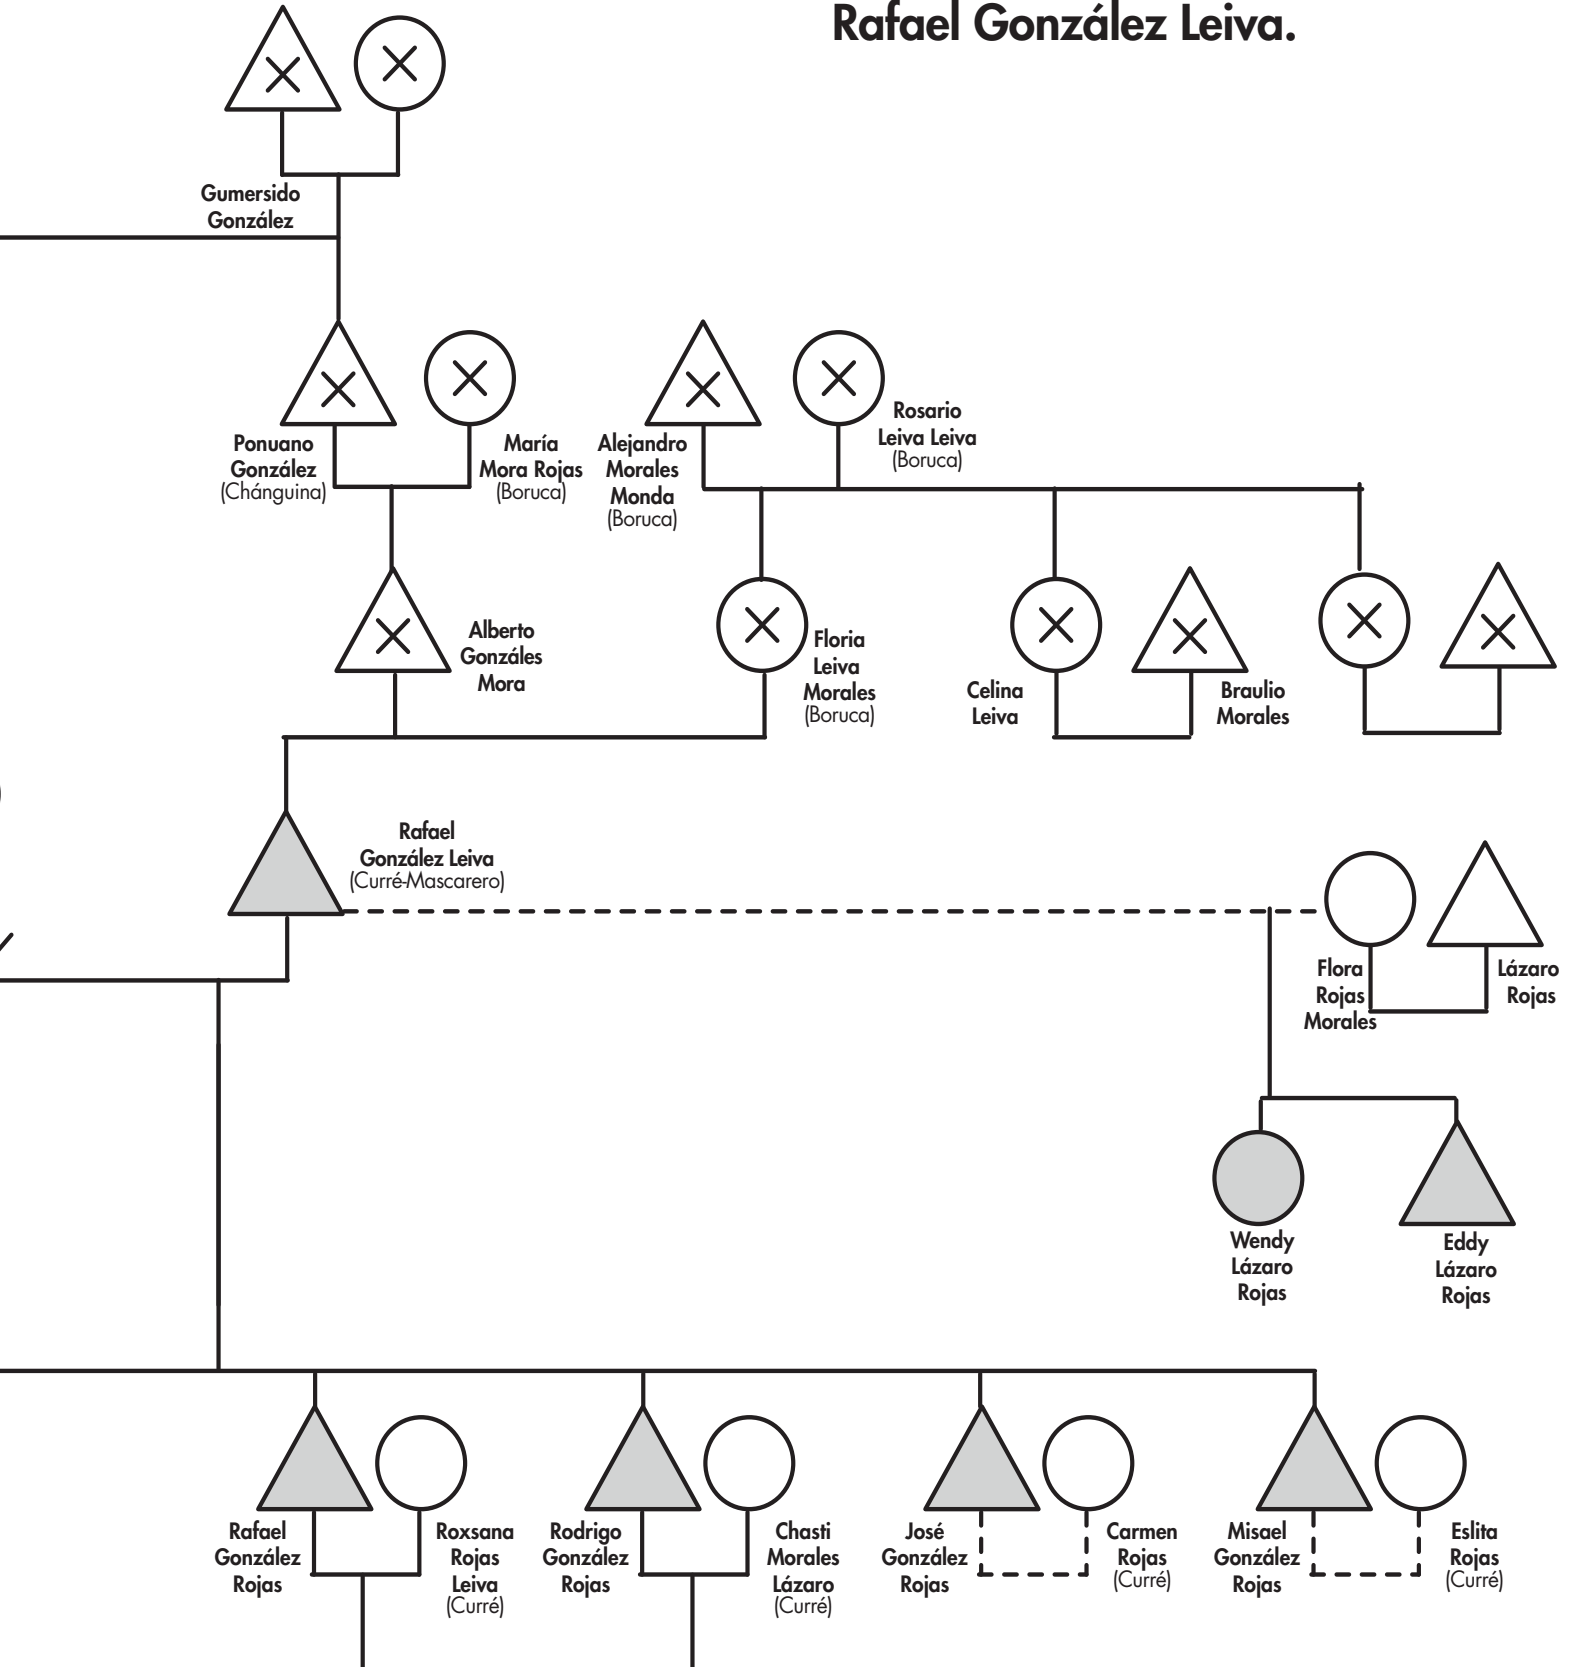 Rafael González Leiva.
Gumersido
González
Ponuano
González
(Chánguina)
María
Mora Rojas
(Boruca)
Alejandro
Morales
Monda
(Boruca)
Rosario
Leiva Leiva
(Boruca)
Alberto
Gonzáles
Mora
Floria
Leiva
Morales
(Boruca)
Celina
Leiva
Braulio
Morales
Rafael
González Leiva
(Curré-Mascarero)
Flora
Rojas
Morales
Lázaro
Rojas
Wendy
Lázaro
Rojas
Eddy
Lázaro
Rojas
Rafael
González
Rojas
Roxsana
Rojas
Leiva
(Curré)
Rodrigo
González
Rojas
Chasti
Morales
Lázaro
(Curré)
José
González
Rojas
Carmen
Rojas
(Curré)
Misael
González
Rojas
Eslita
Rojas
(Curré)